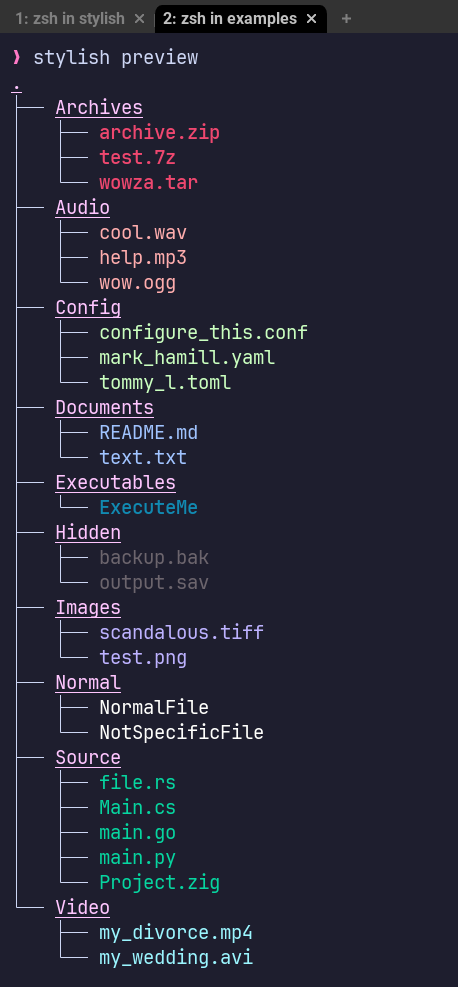 1: zsh in stylish × 2: zsh in examples × +
❯ stylish preview
.
├── Archives
│   ├── archive.zip
│   ├── test.7z
│   └── wowza.tar
├── Audio
│   ├── cool.wav
│   ├── help.mp3
│   └── wow.ogg
├── Config
│   ├── configure_this.conf
│   ├── mark_hamill.yaml
│   └── tommy_l.toml
├── Documents
│   ├── README.md
│   └── text.txt
├── Executables
│   └── ExecuteMe
├── Hidden
│   ├── backup.bak
│   └── output.sav
├── Images
│   ├── scandalous.tiff
│   └── test.png
├── Normal
│   ├── NormalFile
│   └── NotSpecificFile
├── Source
│   ├── file.rs
│   ├── Main.cs
│   ├── main.go
│   ├── main.py
│   └── Project.zig
└── Video
    ├── my_divorce.mp4
    └── my_wedding.avi